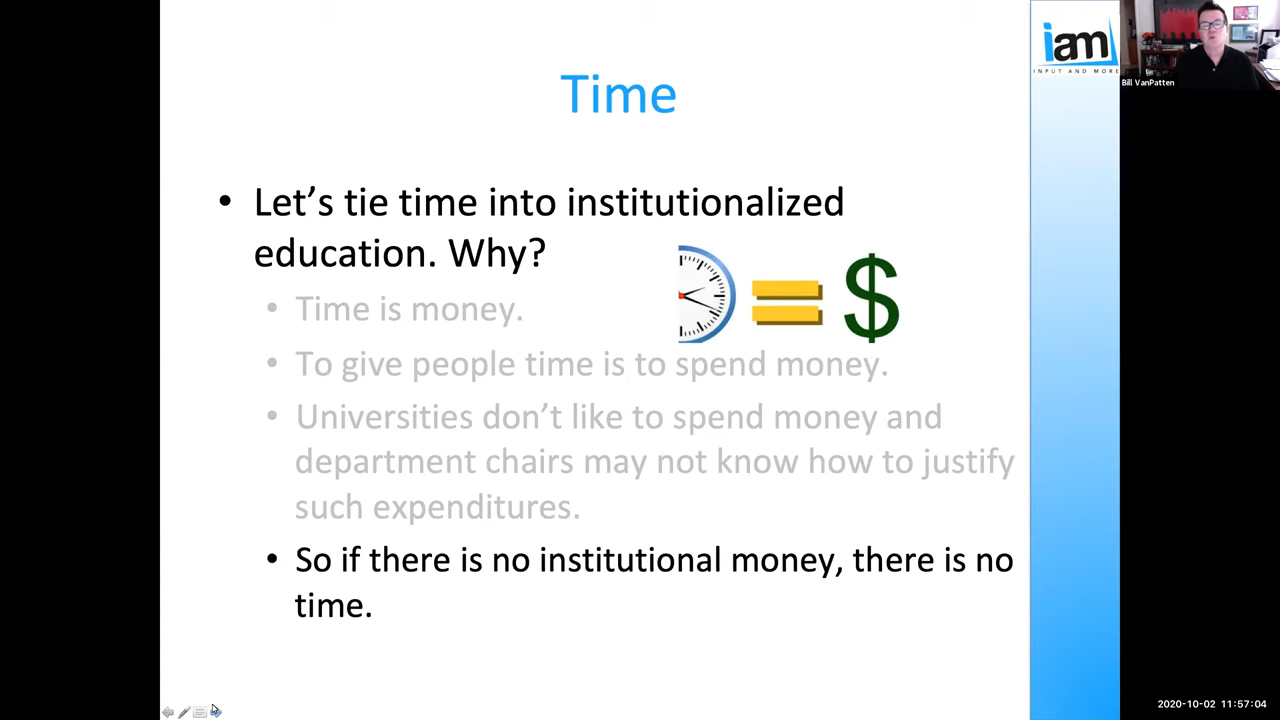 Time
• Let’s tie time into institutionalized
education. Why?
• Time is money.
= $
• To give people time is to spend money.
• Universities don’t like to spend money and
department chairs may not know how to justify
such expenditures.
• So if there is no institutional money, there is no
time.
iam
INPUT AND MORE
Bill VanPatten
2020-10-02 11:57:04